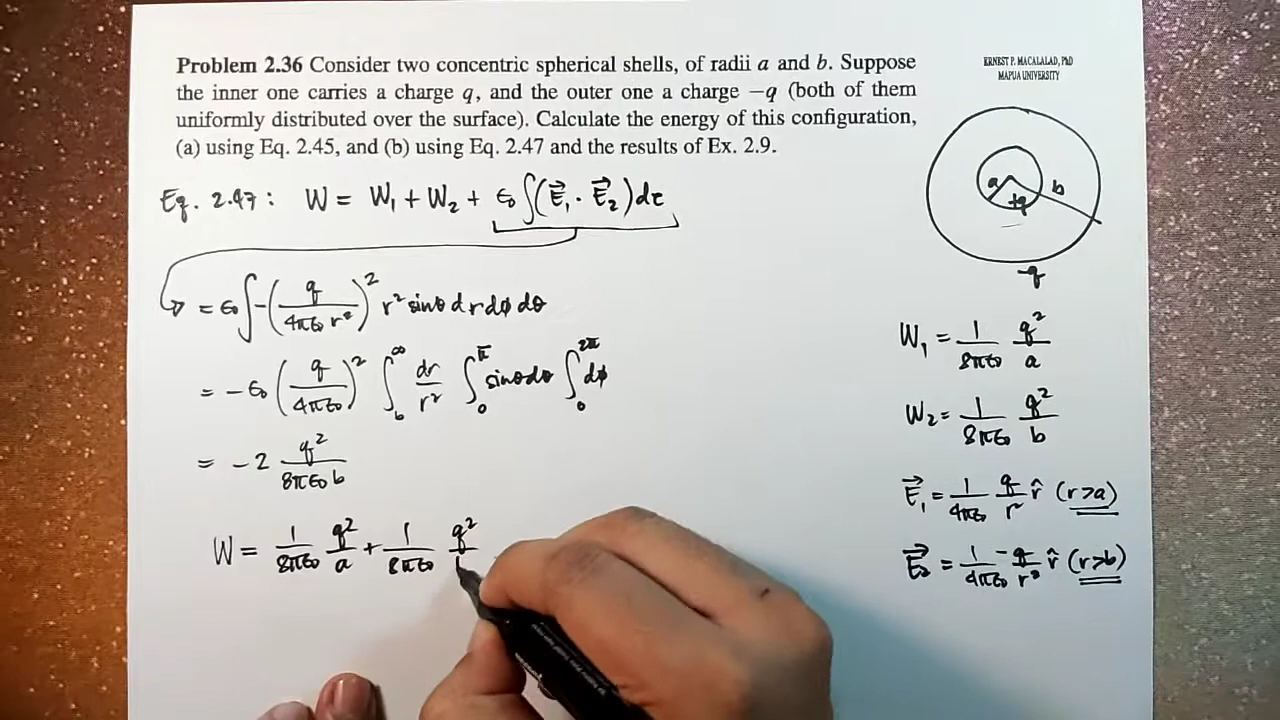 Problem 2.36 Consider two concentric spherical shells, of radii a and b. Suppose
the inner one carries a charge q, and the outer one a charge −q (both of them
uniformly distributed over the surface). Calculate the energy of this configuration,
(a) using Eq. 2.45, and (b) using Eq. 2.47 and the results of Ex. 2.9.
ERNEST P. MACALALAD, PhD
MAPUA UNIVERSITY
a
b
+q
-q
Eq. 2.47: W = W₁ + W₂ + ε₀ ∫(E⃗₁ · E⃗₂)dτ
= ε₀ ∫ -(q / 4πε₀ r²)² r² sinθ dr dϕ dθ
= -ε₀ (q / 4πε₀)² ∫_b^∞ dr/r² ∫_0^π sinθ dθ ∫_0^2π dϕ
= -2 q² / 8πε₀ b
W = 1/8πε₀ q²/a + 1/8πε₀ q²/
W₁ = 1/8πε₀ q²/a
W₂ = 1/8πε₀ q²/b
E⃗₁ = 1/4πε₀ q/r² r̂ (r>a)
E⃗₂ = 1/4πε₀ -q/r² r̂ (r>b)